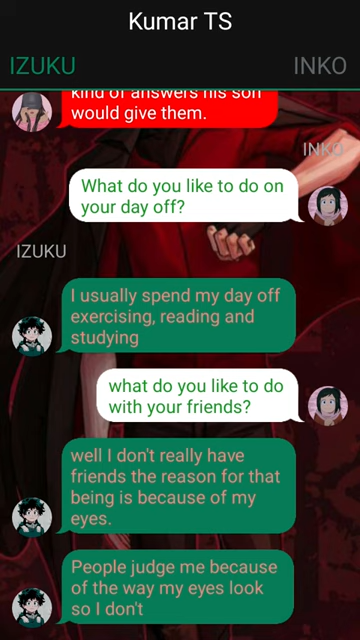 Kumar TS
IZUKU
INKO
kind of answers his son
would give them.
INKO
What do you like to do on
your day off?
IZUKU
I usually spend my day off
exercising, reading and
studying
what do you like to do
with your friends?
well I don't really have
friends the reason for that
being is because of my
eyes.
People judge me because
of the way my eyes look
so I don't